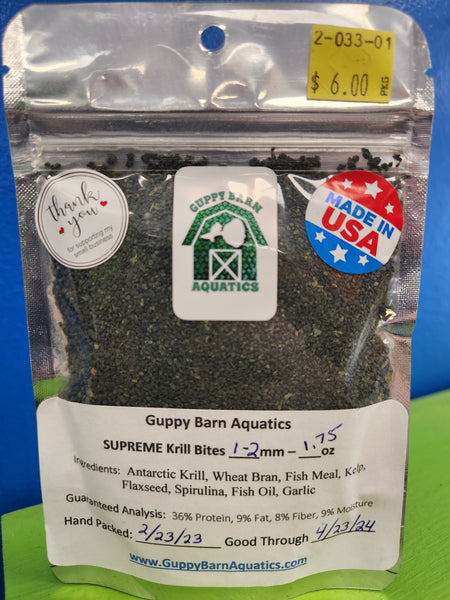 2-033-01
$ 6.00 PKG
thank
you
for supporting my
small business
GUPPY BARN
AQUATICS
MADE IN
USA
Guppy Barn Aquatics
SUPREME Krill Bites 1-2mm – 1.75oz
Ingredients: Antarctic Krill, Wheat Bran, Fish Meal, Kelp,
Flaxseed, Spirulina, Fish Oil, Garlic
Guaranteed Analysis: 36% Protein, 9% Fat, 8% Fiber, 9% Moisture
Hand Packed: 2/23/23 Good Through 4/23/24
www.GuppyBarnAquatics.com